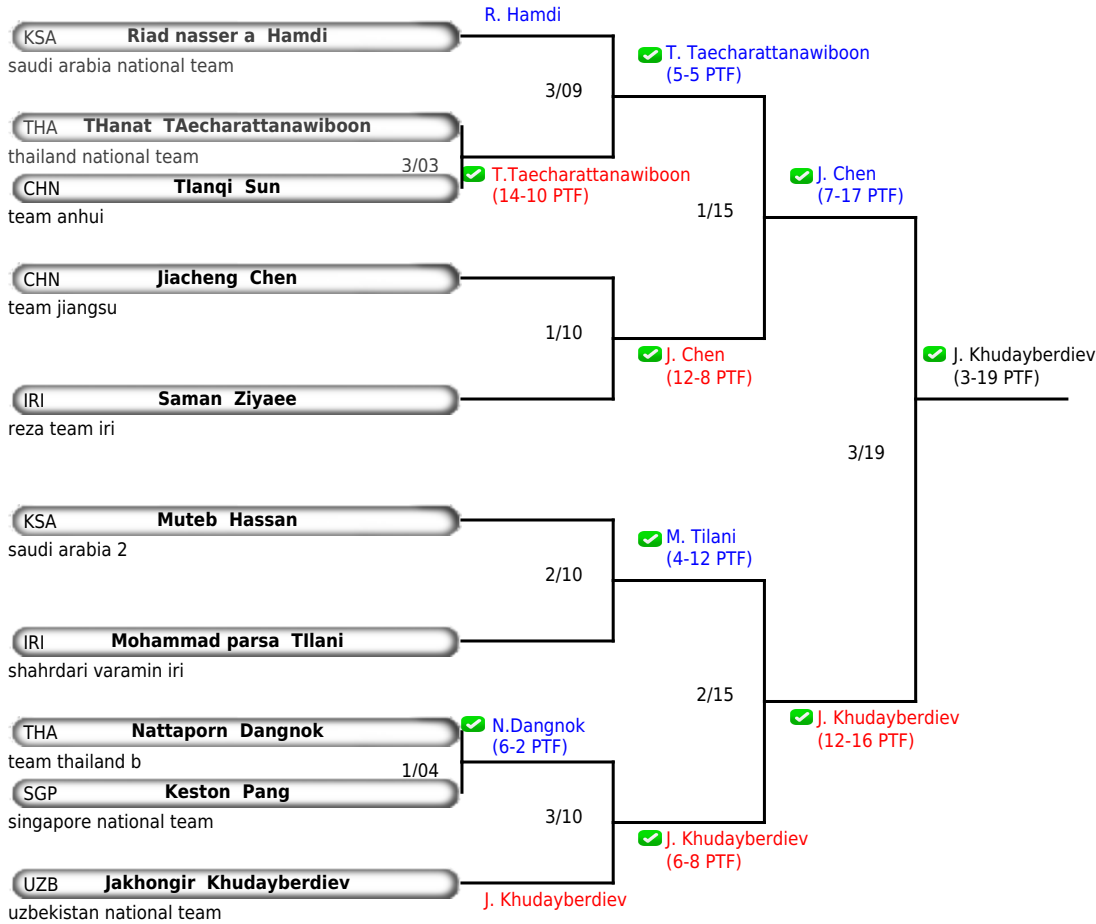 R. Hamdi
KSA Riad nasser a Hamdi
saudi arabia national team
T. Taecharattanawiboon
(5-5 PTF)
3/09
THA THanat TAecharattanawiboon
thailand national team
3/03
T.Taecharattanawiboon
(14-10 PTF)
CHN TIanqi Sun
team anhui
J. Chen
(7-17 PTF)
1/15
CHN Jiacheng Chen
team jiangsu
1/10
J. Chen
(12-8 PTF)
J. Khudayberdiev
(3-19 PTF)
IRI Saman Ziyaee
reza team iri
3/19
KSA Muteb Hassan
saudi arabia 2
M. Tilani
(4-12 PTF)
2/10
IRI Mohammad parsa TIlani
shahrdari varamin iri
2/15
J. Khudayberdiev
(12-16 PTF)
THA Nattaporn Dangnok
team thailand b
N.Dangnok
(6-2 PTF)
1/04
SGP Keston Pang
singapore national team
3/10
J. Khudayberdiev
(6-8 PTF)
UZB Jakhongir Khudayberdiev
uzbekistan national team
J. Khudayberdiev